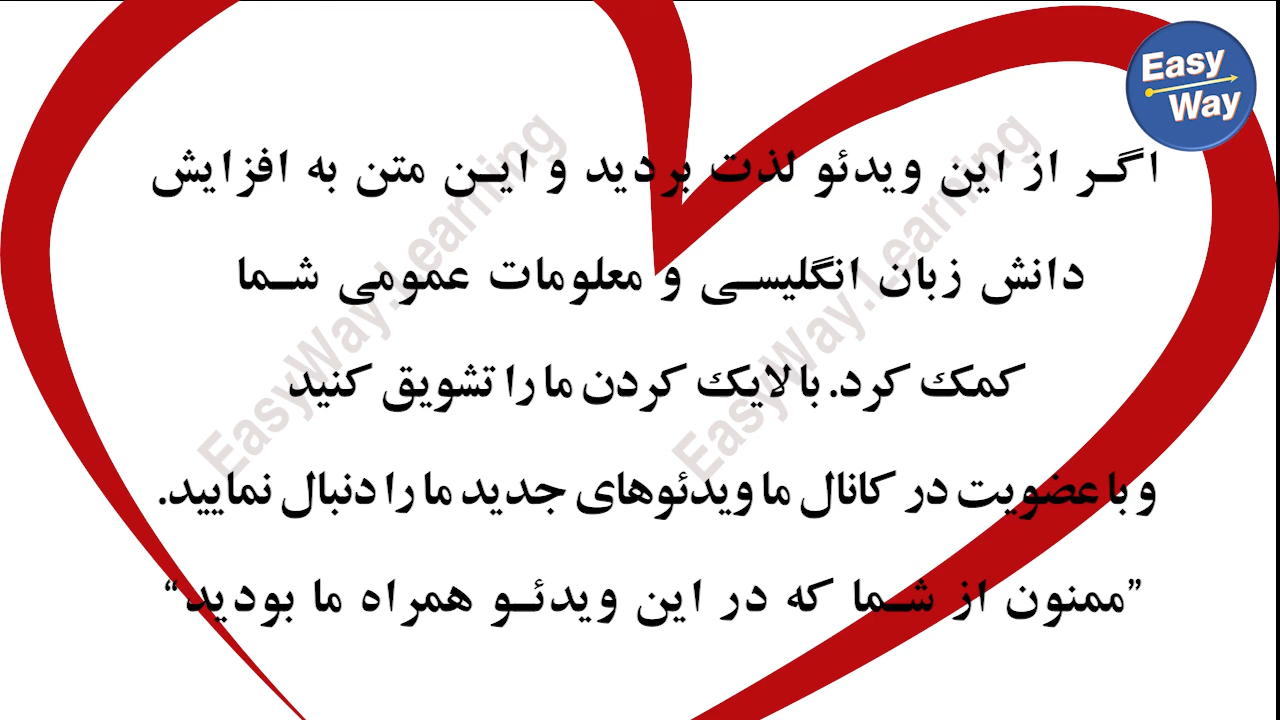 Easy
Way
اگر از این ویدئو لذت بردید و این متن به افزایش
دانش زبان انگلیسی و معلومات عمومی شما
کمک کرد. با لایک کردن ما را تشویق کنید
و با عضویت در کانال ما ویدئوهای جدید ما را دنبال نمایید.
”ممنون از شما که در این ویدئو همراه ما بودید“
EasyWay.Learning
EasyWay.Learning